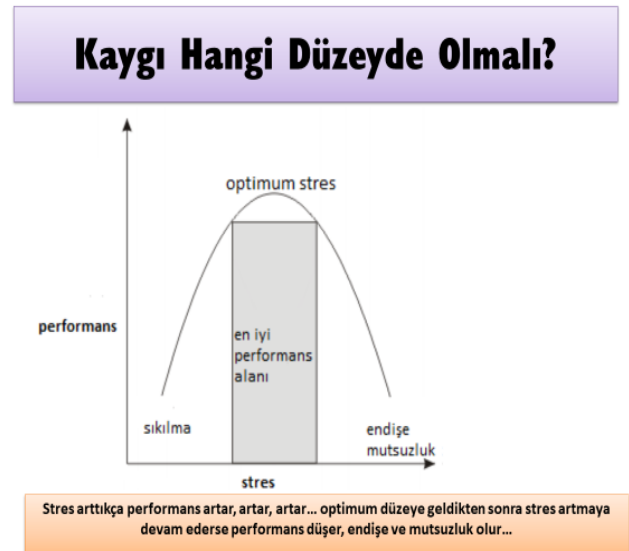 Kaygı Hangi Düzeyde Olmalı?
optimum stres
performans
en iyi
performans
alanı
sıkılma
endişe
mutsuzluk
stres
Stres arttıkça performans artar, artar, artar... optimum düzeye geldikten sonra stres artmaya
devam ederse performans düşer, endişe ve mutsuzluk olur...